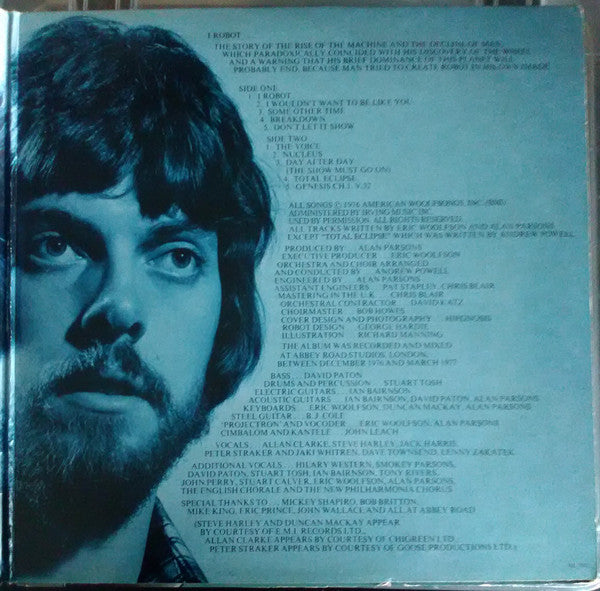 I ROBOT...
THE STORY OF THE RISE OF THE MACHINE AND THE DECLINE OF MAN.
WHICH PARADOXICALLY COINCIDED WITH HIS DISCOVERY OF THE WHEEL
AND A WARNING THAT HIS BRIEF DOMINANCE OF THIS PLANET WILL
PROBABLY END, BECAUSE MAN TRIED TO CREATE ROBOT IN HIS OWN IMAGE.
SIDE ONE
1. I ROBOT
2. I WOULDN'T WANT TO BE LIKE YOU
3. SOME OTHER TIME
4. BREAKDOWN
5. DON'T LET IT SHOW
SIDE TWO
1. THE VOICE
2. NUCLEUS
3. DAY AFTER DAY
(THE SHOW MUST GO ON)
4. TOTAL ECLIPSE
5. GENESIS CH.1. V.32
ALL SONGS © 1976 AMERICAN WOOLFSONGS, INC. (BMI)
ADMINISTERED BY IRVING MUSIC INC.
USED BY PERMISSION. ALL RIGHTS RESERVED.
ALL TRACKS WRITTEN BY ERIC WOOLFSON AND ALAN PARSONS
EXCEPT "TOTAL ECLIPSE" WHICH WAS WRITTEN BY ANDREW POWELL
PRODUCED BY... ALAN PARSONS
EXECUTIVE PRODUCER... ERIC WOOLFSON
ORCHESTRA AND CHOIR ARRANGED
AND CONDUCTED BY... ANDREW POWELL
ENGINEERED BY... ALAN PARSONS
ASSISTANT ENGINEERS... PAT STAPLEY, CHRIS BLAIR
MASTERING IN THE U.K.... CHRIS BLAIR
ORCHESTRAL CONTRACTOR... DAVID KATZ
CHOIRMASTER... BOB HOWES
COVER DESIGN AND PHOTOGRAPHY... HIPGNOSIS
ROBOT DESIGN... GEORGE HARDIE
ILLUSTRATION... RICHARD MANNING
THE ALBUM WAS RECORDED AND MIXED
AT ABBEY ROAD STUDIOS, LONDON,
BETWEEN DECEMBER 1976 AND MARCH 1977
BASS... DAVID PATON
DRUMS AND PERCUSSION... STUART TOSH
ELECTRIC GUITARS... IAN BAIRNSON
ACOUSTIC GUITARS... IAN BAIRNSON, DAVID PATON, ALAN PARSONS
KEYBOARDS... ERIC WOOLFSON, DUNCAN MACKAY, ALAN PARSONS
STEEL GUITAR... B.J. COLE
'PROJECTRON' AND VOCODER... ERIC WOOLFSON, ALAN PARSONS
CIMBALOM AND KANTELE... JOHN LEACH
VOCALS... ALLAN CLARKE, STEVE HARLEY, JACK HARRIS,
PETER STRAKER AND JAKI WHITREN, DAVE TOWNSEND, LENNY ZAKATEK
ADDITIONAL VOCALS... HILARY WESTERN, SMOKEY PARSONS,
DAVID PATON, STUART TOSH, IAN BAIRNSON, TONY RIVERS,
JOHN PERRY, STUART CALVER, ERIC WOOLFSON, ALAN PARSONS,
THE ENGLISH CHORALE AND THE NEW PHILHARMONIA CHORUS
SPECIAL THANKS TO... MICKEY SHAPIRO, BOB BRITTON,
MIKE KING, ERIC PRINCE, JOHN WALLACE AND ALL AT ABBEY ROAD
(STEVE HARLEY AND DUNCAN MACKAY APPEAR
BY COURTESY OF E.M.I. RECORDS LTD.,
ALLAN CLARKE APPEARS BY COURTESY OF CHIGREEN LTD.,
PETER STRAKER APPEARS BY COURTESY OF GOOSE PRODUCTIONS LTD.)